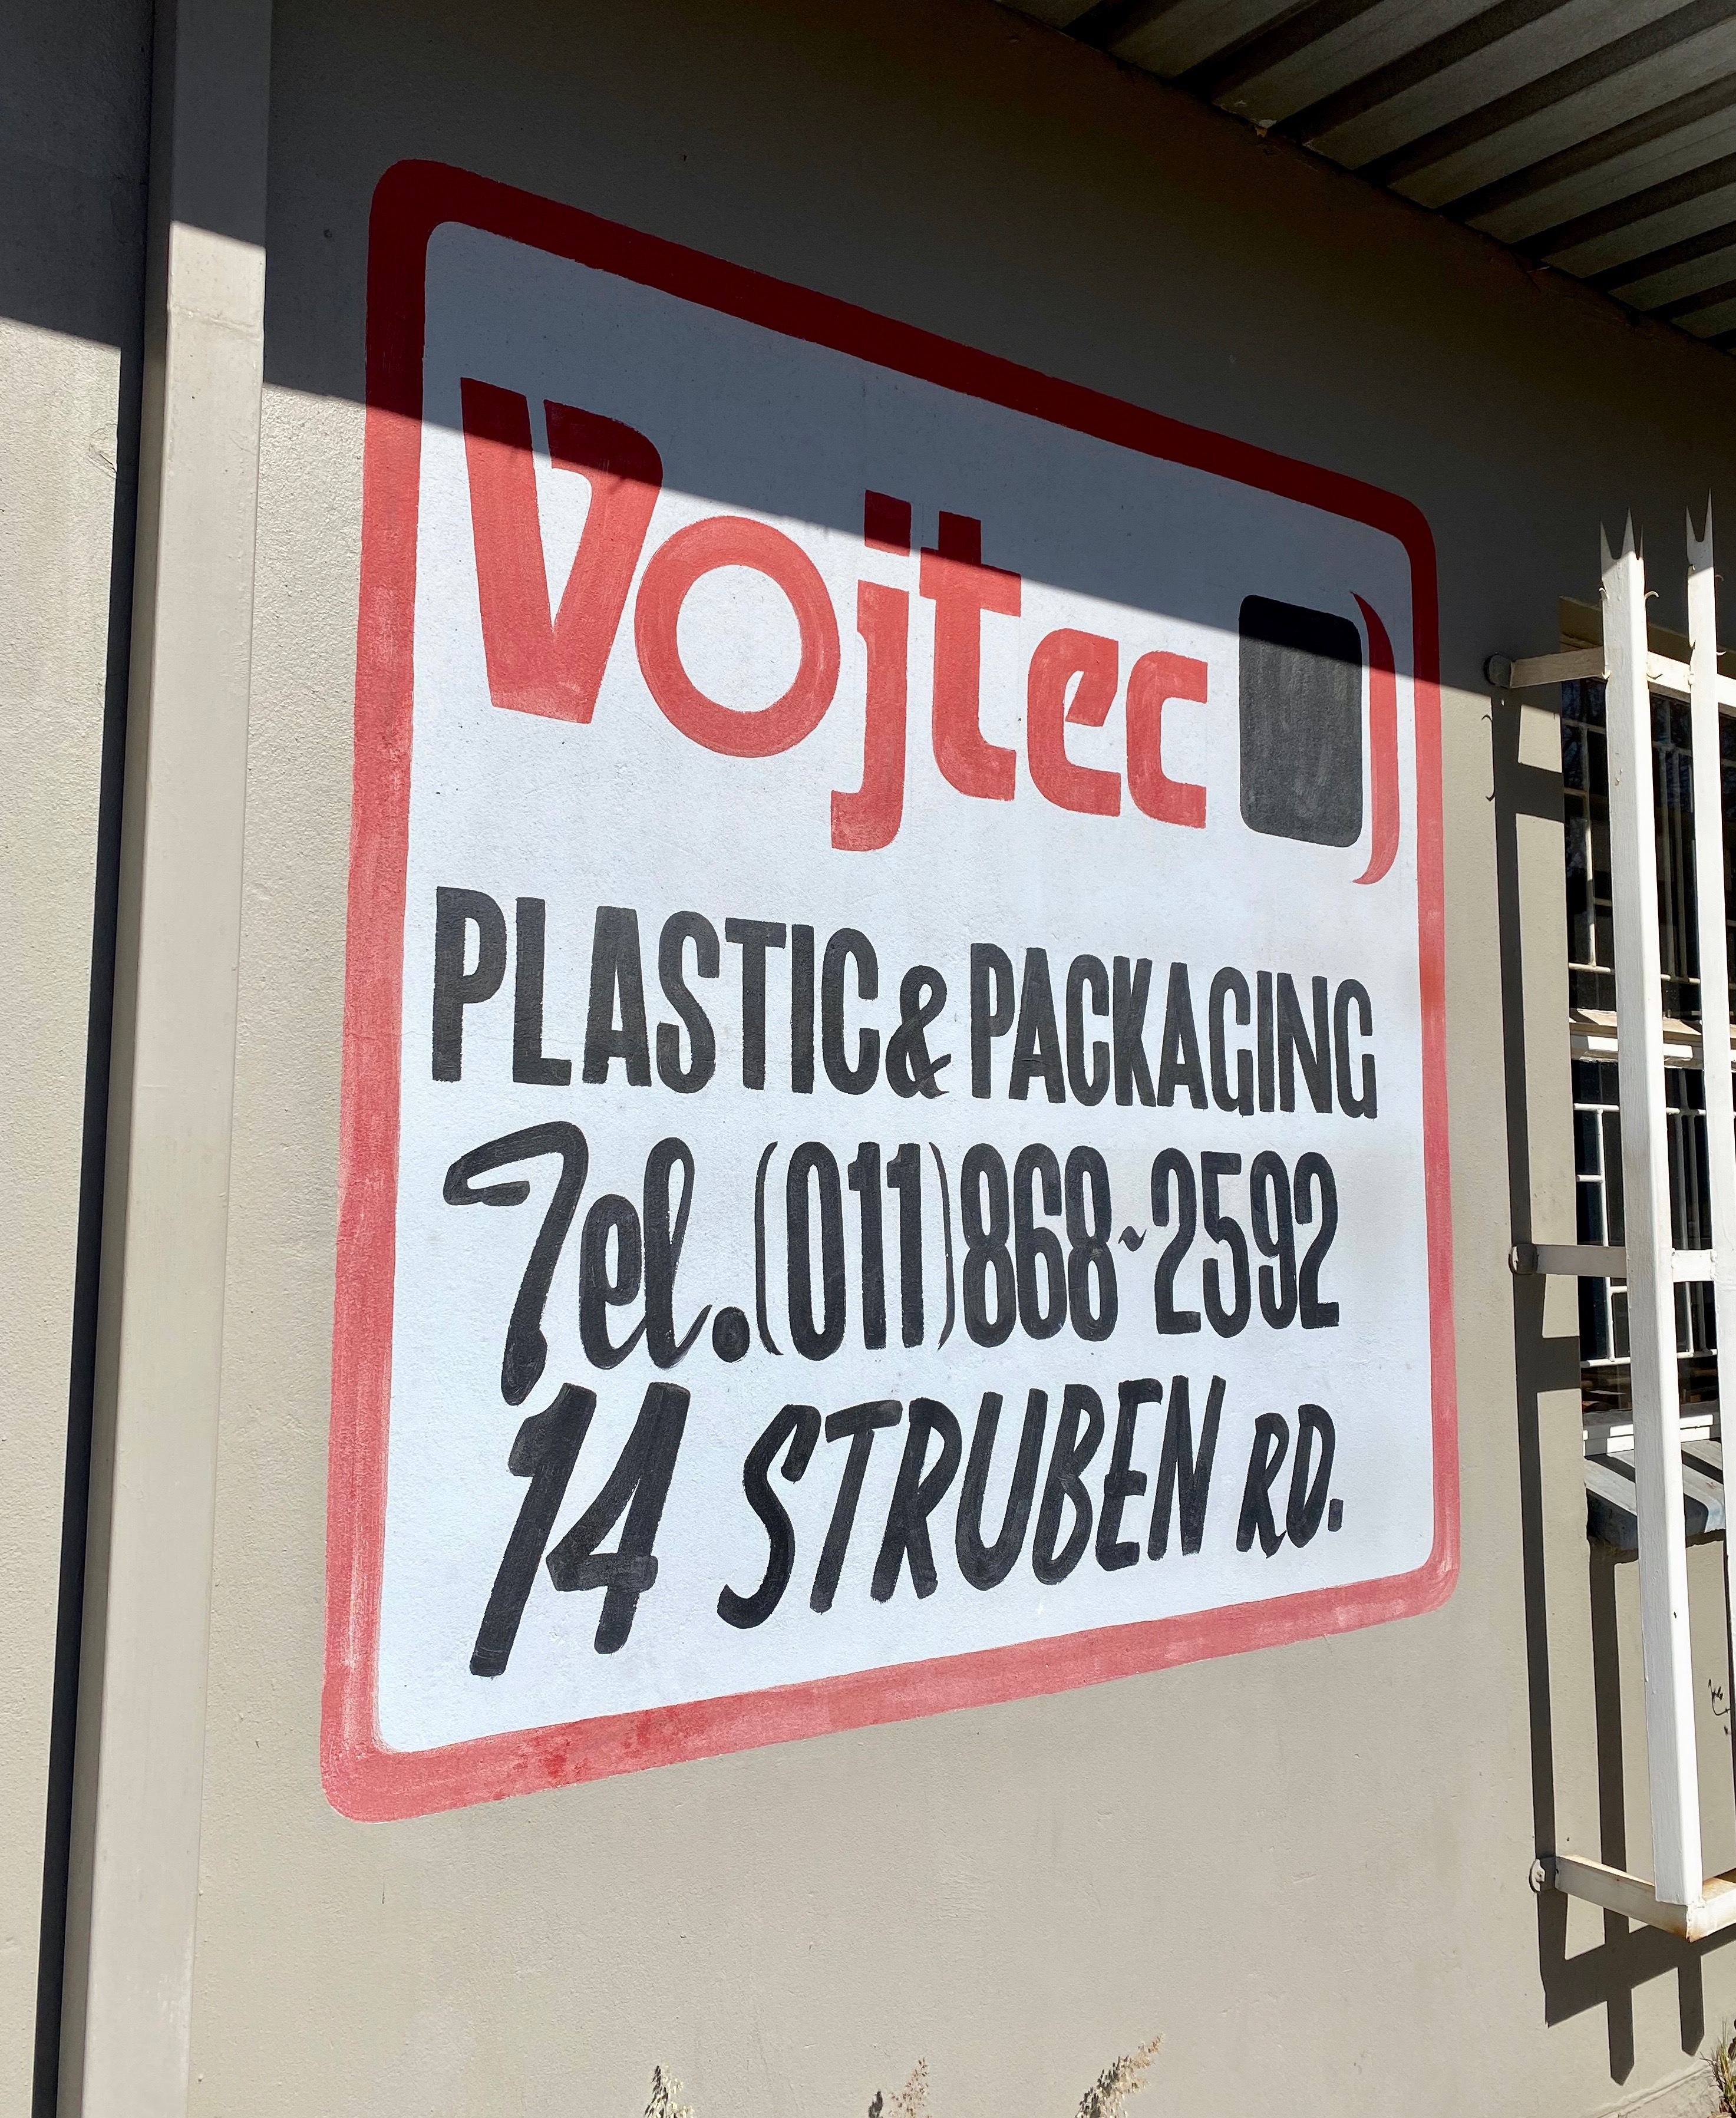 Vojtec
PLASTIC & PACKAGING
Tel. (011) 868-2592
14 STRUBEN RD.